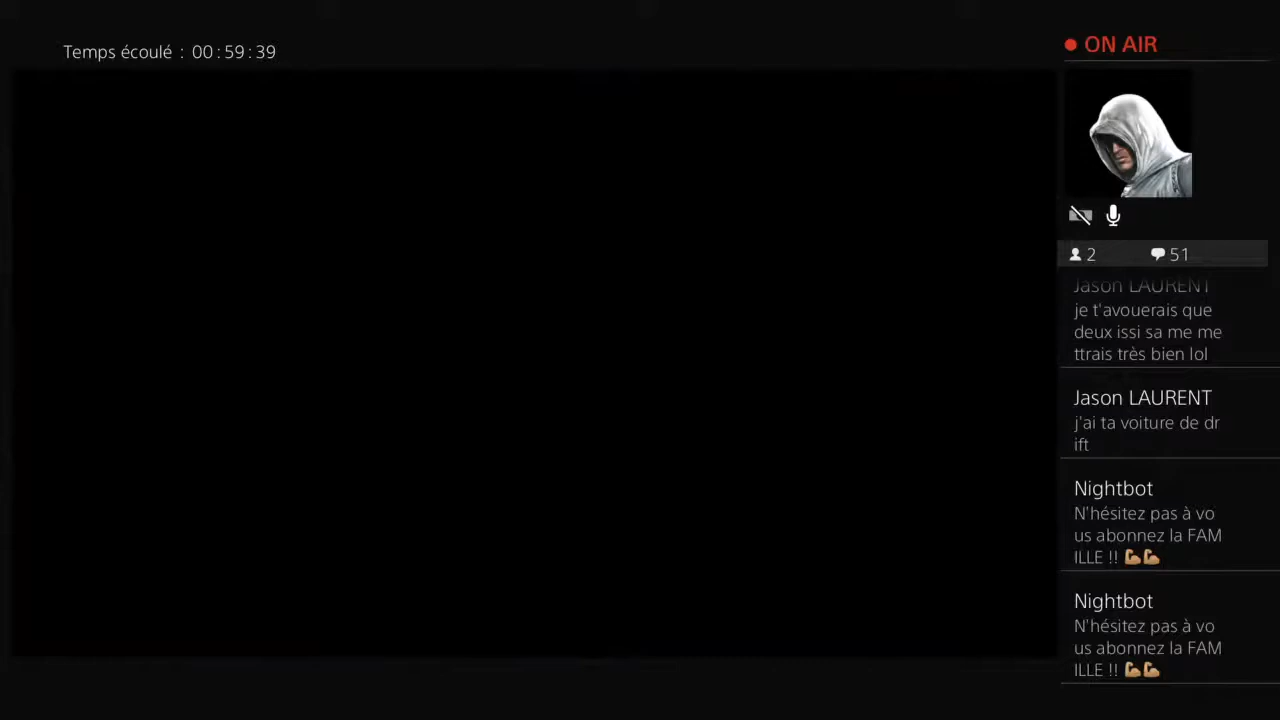 Temps écoulé : 00:59:39
ON AIR
2
51
Jason LAURENT
je t'avouerais que
deux issi sa me me
ttrais très bien lol
Jason LAURENT
j'ai ta voiture de dr
ift
Nightbot
N'hésitez pas à vo
us abonnez la FAM
ILLE !! 💪💪
Nightbot
N'hésitez pas à vo
us abonnez la FAM
ILLE !! 💪💪